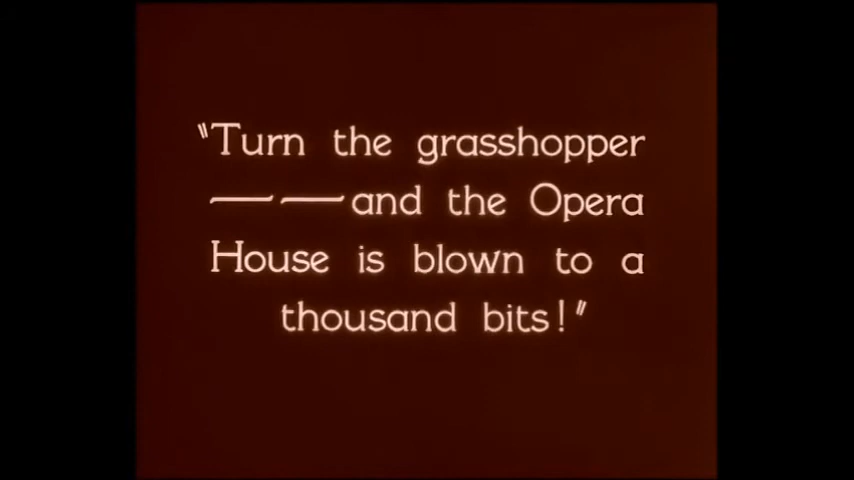 "Turn the grasshopper
——and the Opera
House is blown to a
thousand bits!"